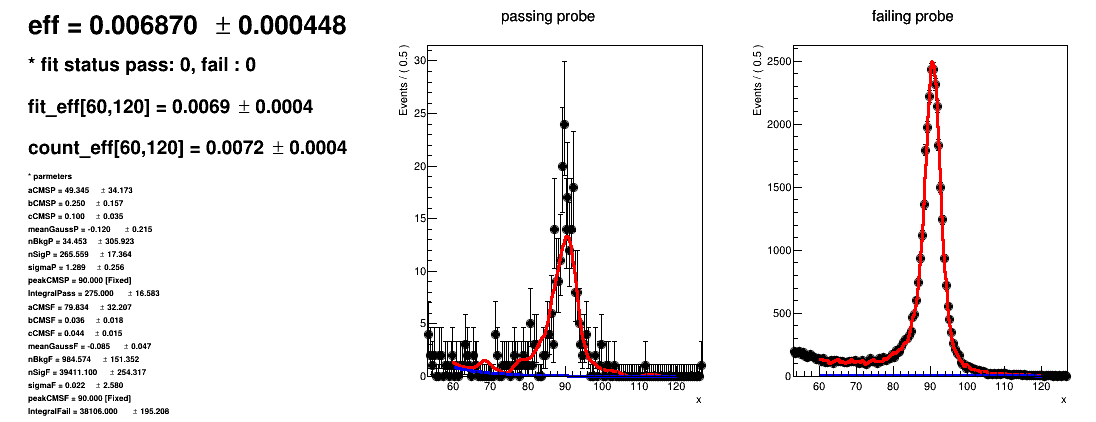 eff = 0.006870 ± 0.000448
* fit status pass: 0, fail : 0
fit_eff[60,120] = 0.0069 ± 0.0004
count_eff[60,120] = 0.0072 ± 0.0004
* parmeters
aCMSP = 49.345 ± 34.173
bCMSP = 0.250 ± 0.157
cCMSP = 0.100 ± 0.035
meanGaussP = -0.120 ± 0.215
nBkgP = 34.453 ± 305.923
nSigP = 265.559 ± 17.364
sigmaP = 1.289 ± 0.256
peakCMSP = 90.000 [Fixed]
IntegralPass = 275.000 ± 16.583
aCMSF = 79.834 ± 32.207
bCMSF = 0.036 ± 0.018
cCMSF = 0.044 ± 0.015
meanGaussF = -0.085 ± 0.047
nBkgF = 984.574 ± 151.352
nSigF = 39411.100 ± 254.317
sigmaF = 0.022 ± 2.580
peakCMSF = 90.000 [Fixed]
IntegralFail = 38106.000 ± 195.208
passing probe
Events / ( 0.5 )
30
25
20
15
10
5
0
60 70 80 90 100 110 120
x
failing probe
Events / ( 0.5 )
2500
2000
1500
1000
500
0
60 70 80 90 100 110 120
x